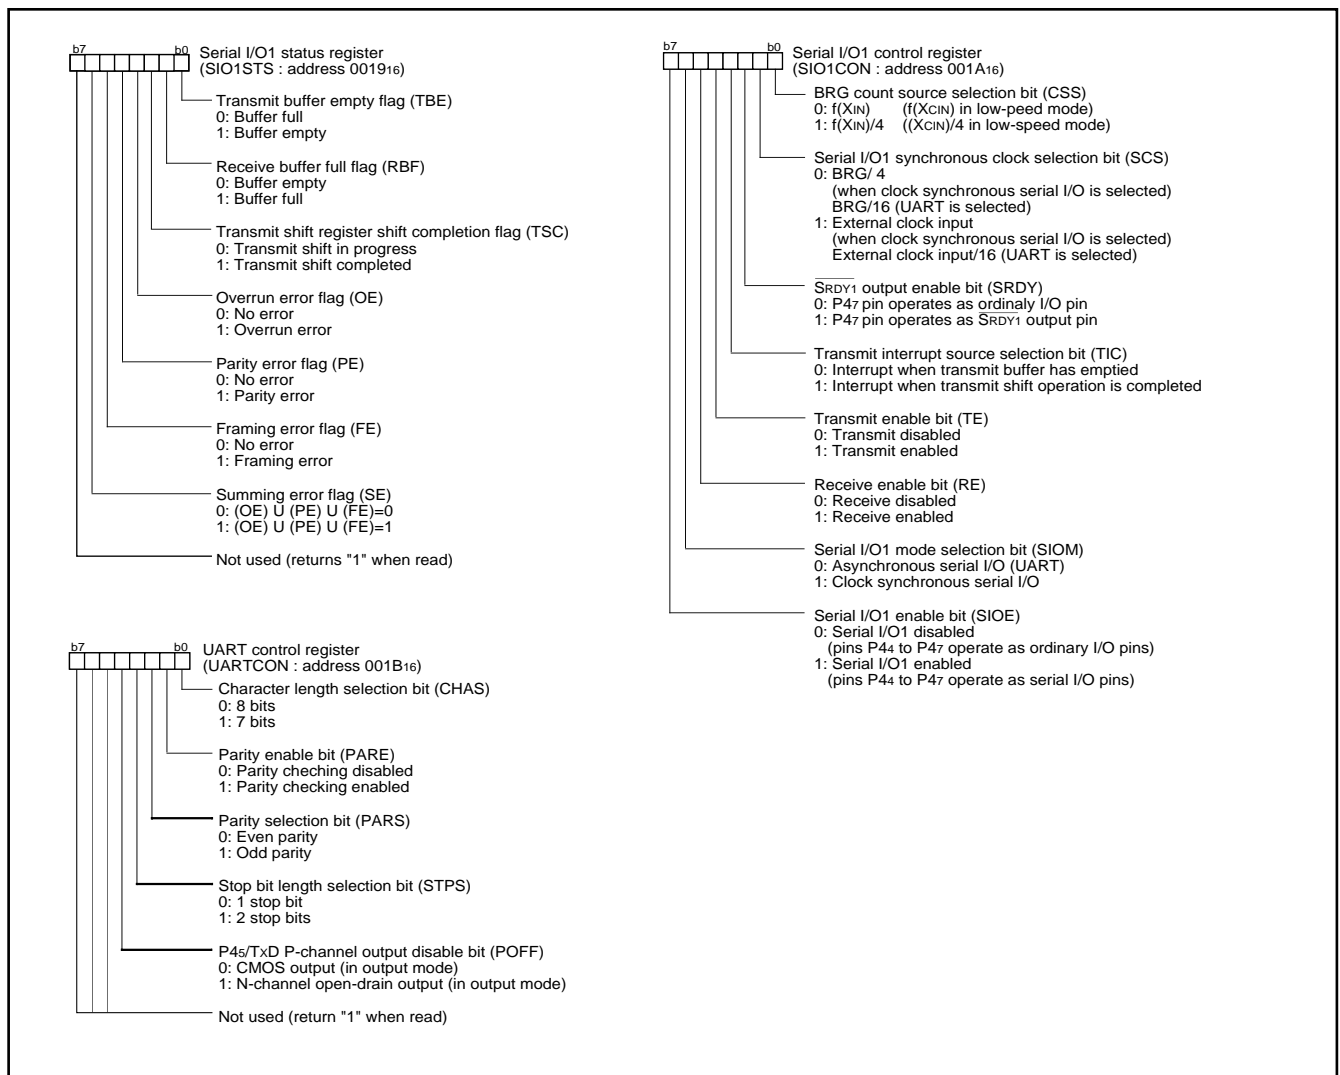 b7 b0 Serial I/O1 status register
(SIO1STS : address 001916)
Transmit buffer empty flag (TBE)
0: Buffer full
1: Buffer empty
Receive buffer full flag (RBF)
0: Buffer empty
1: Buffer full
Transmit shift register shift completion flag (TSC)
0: Transmit shift in progress
1: Transmit shift completed
Overrun error flag (OE)
0: No error
1: Overrun error
Parity error flag (PE)
0: No error
1: Parity error
Framing error flag (FE)
0: No error
1: Framing error
Summing error flag (SE)
0: (OE) U (PE) U (FE)=0
1: (OE) U (PE) U (FE)=1
Not used (returns "1" when read)
b7 b0 UART control register
(UARTCON : address 001B16)
Character length selection bit (CHAS)
0: 8 bits
1: 7 bits
Parity enable bit (PARE)
0: Parity cheching disabled
1: Parity checking enabled
Parity selection bit (PARS)
0: Even parity
1: Odd parity
Stop bit length selection bit (STPS)
0: 1 stop bit
1: 2 stop bits
P45/TXD P-channel output disable bit (POFF)
0: CMOS output (in output mode)
1: N-channel open-drain output (in output mode)
Not used (return "1" when read)
b7 b0 Serial I/O1 control register
(SIO1CON : address 001A16)
BRG count source selection bit (CSS)
0: f(XIN) (f(XCIN) in low-peed mode)
1: f(XIN)/4 ((XCIN)/4 in low-speed mode)
Serial I/O1 synchronous clock selection bit (SCS)
0: BRG/ 4
(when clock synchronous serial I/O is selected)
BRG/16 (UART is selected)
1: External clock input
(when clock synchronous serial I/O is selected)
External clock input/16 (UART is selected)
SRDY1 output enable bit (SRDY)
0: P47 pin operates as ordinaly I/O pin
1: P47 pin operates as SRDY1 output pin
Transmit interrupt source selection bit (TIC)
0: Interrupt when transmit buffer has emptied
1: Interrupt when transmit shift operation is completed
Transmit enable bit (TE)
0: Transmit disabled
1: Transmit enabled
Receive enable bit (RE)
0: Receive disabled
1: Receive enabled
Serial I/O1 mode selection bit (SIOM)
0: Asynchronous serial I/O (UART)
1: Clock synchronous serial I/O
Serial I/O1 enable bit (SIOE)
0: Serial I/O1 disabled
(pins P44 to P47 operate as ordinary I/O pins)
1: Serial I/O1 enabled
(pins P44 to P47 operate as serial I/O pins)